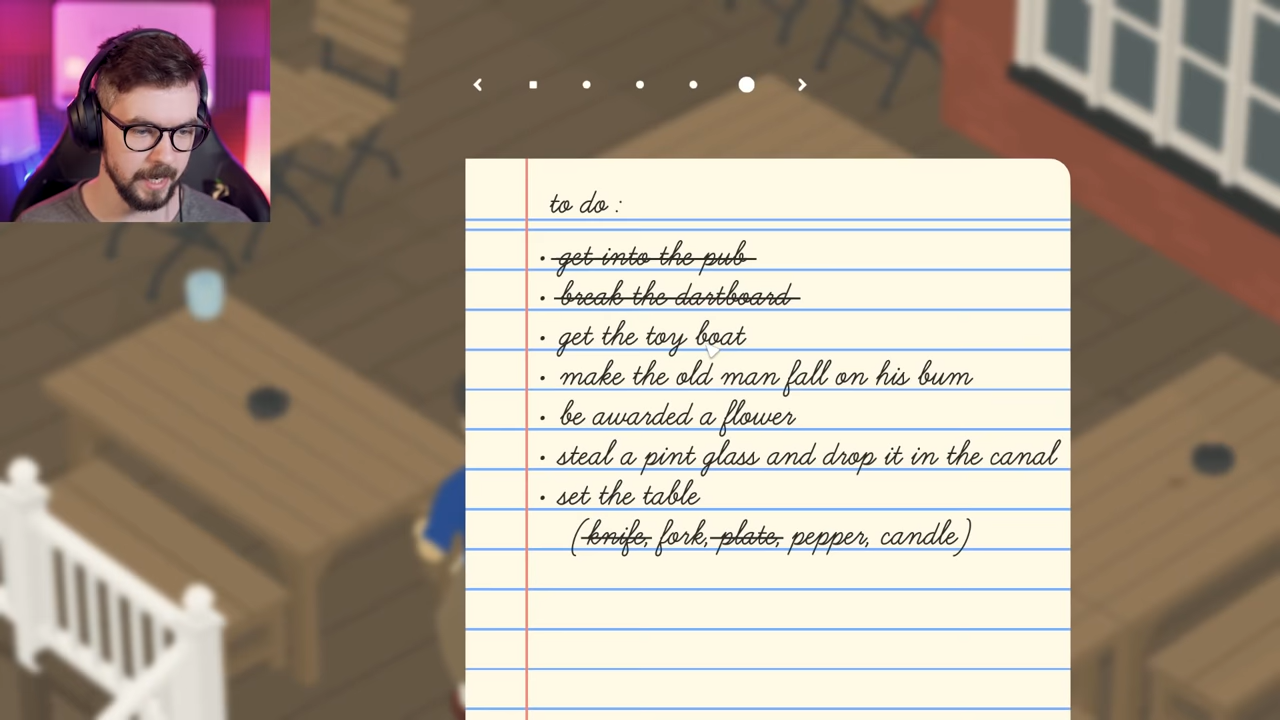 to do :
• get into the pub
• break the dartboard
• get the toy boat
• make the old man fall on his bum
• be awarded a flower
• steal a pint glass and drop it in the canal
• set the table
(knife, fork, plate, pepper, candle)